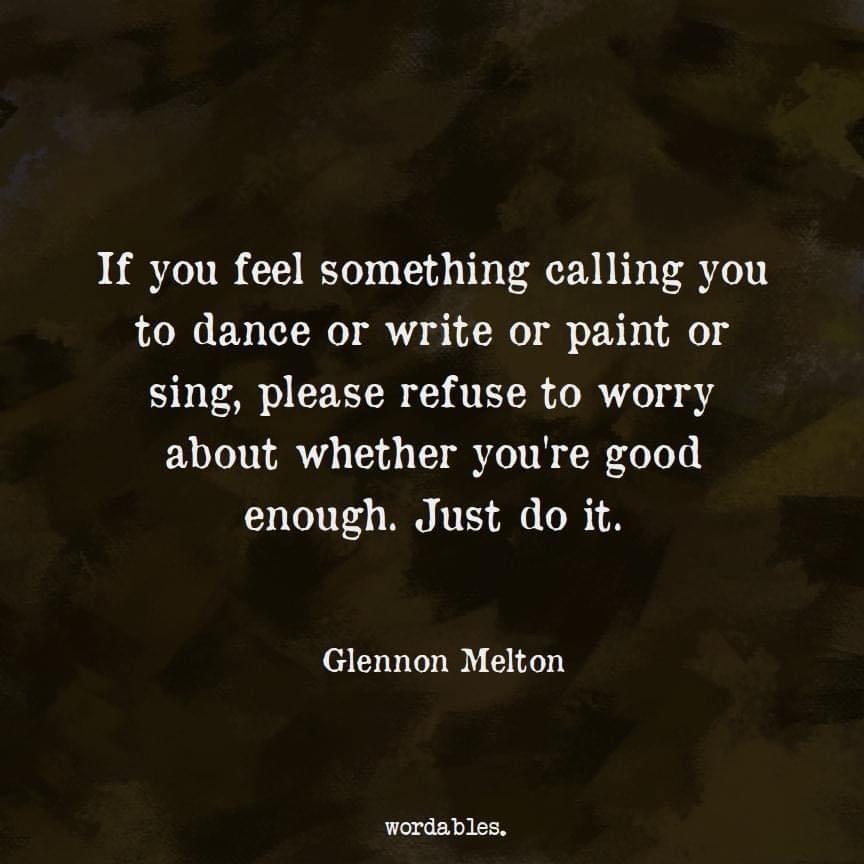 If you feel something calling you
to dance or write or paint or
sing, please refuse to worry
about whether you're good
enough. Just do it.
Glennon Melton
wordables.